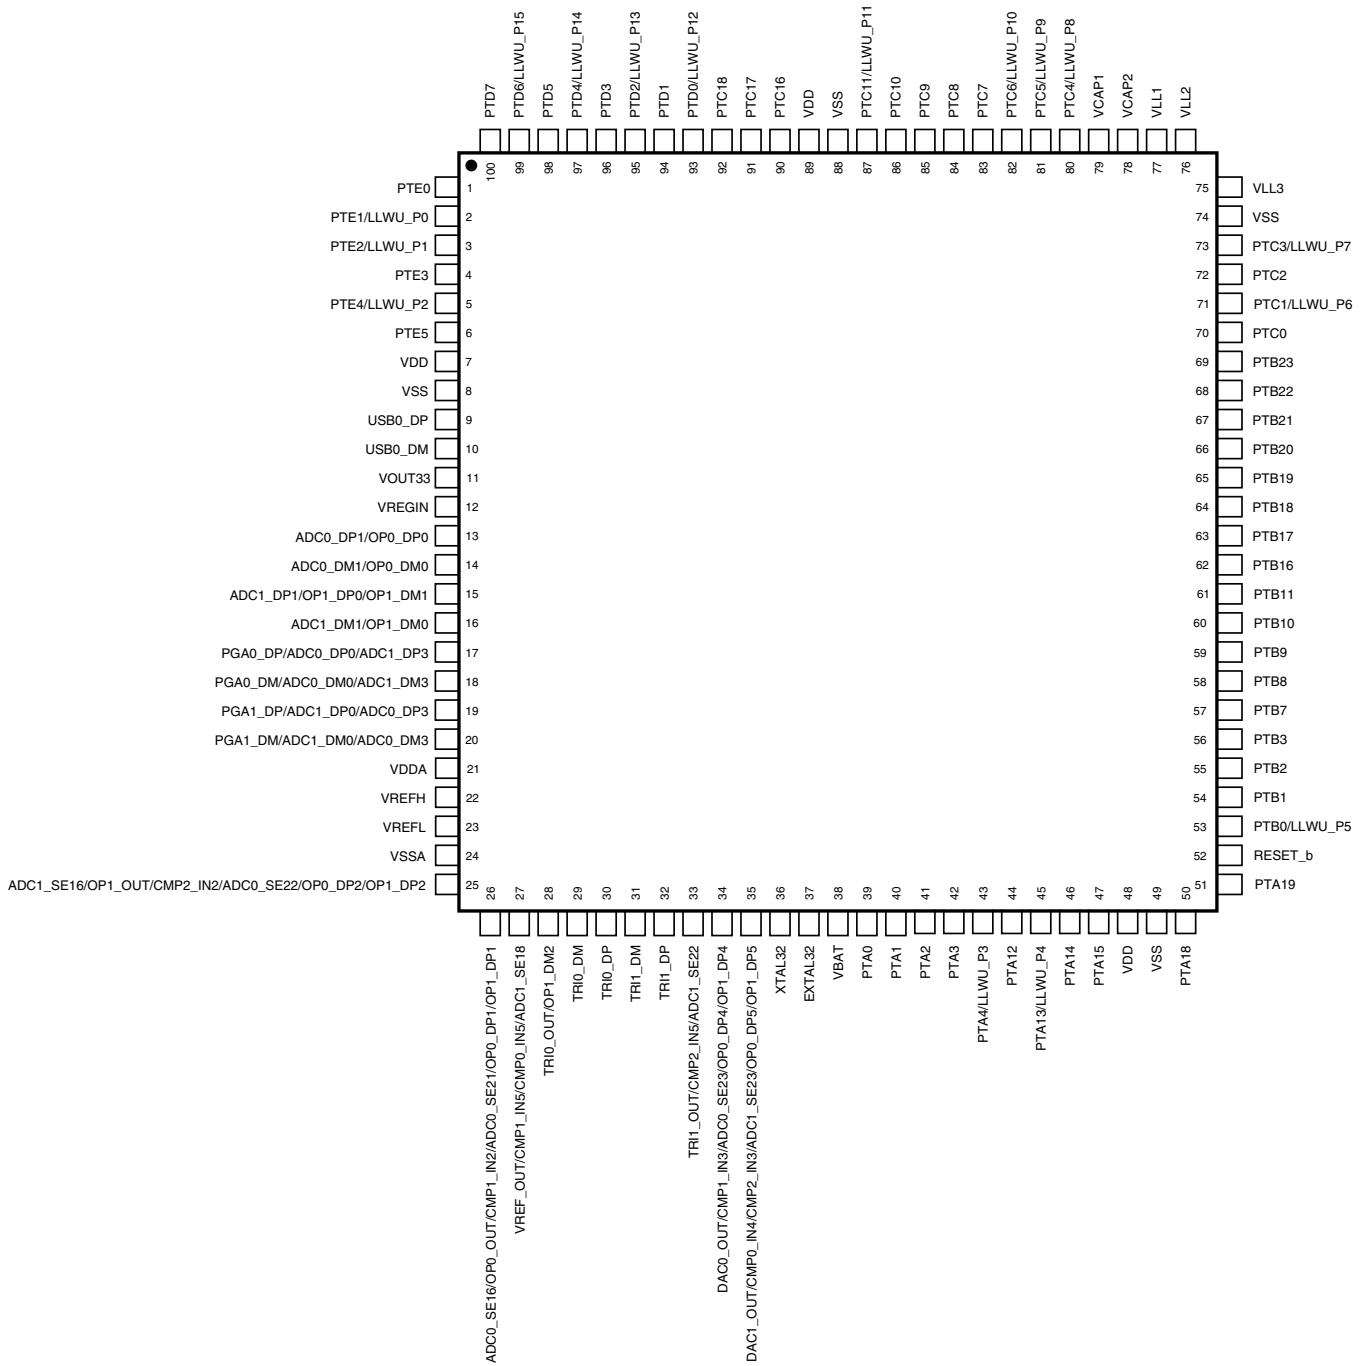 PTD7
PTD6/LLWU_P15
PTD5
PTD4/LLWU_P14
PTD3
PTD2/LLWU_P13
PTD1
PTD0/LLWU_P12
PTC18
PTC17
PTC16
VDD
VSS
PTC11/LLWU_P11
PTC10
PTC9
PTC8
PTC7
PTC6/LLWU_P10
PTC5/LLWU_P9
PTC4/LLWU_P8
VCAP1
VCAP2
VLL1
VLL2
100
99
98
97
96
95
94
93
92
91
90
89
88
87
86
85
84
83
82
81
80
79
78
77
76
PTE0 1
PTE1/LLWU_P0 2
PTE2/LLWU_P1 3
PTE3 4
PTE4/LLWU_P2 5
PTE5 6
VDD 7
VSS 8
USB0_DP 9
USB0_DM 10
VOUT33 11
VREGIN 12
ADC0_DP1/OP0_DP0 13
ADC0_DM1/OP0_DM0 14
ADC1_DP1/OP1_DP0/OP1_DM1 15
ADC1_DM1/OP1_DM0 16
PGA0_DP/ADC0_DP0/ADC1_DP3 17
PGA0_DM/ADC0_DM0/ADC1_DM3 18
PGA1_DP/ADC1_DP0/ADC0_DP3 19
PGA1_DM/ADC1_DM0/ADC0_DM3 20
VDDA 21
VREFH 22
VREFL 23
VSSA 24
ADC1_SE16/OP1_OUT/CMP2_IN2/ADC0_SE22/OP0_DP2/OP1_DP2 25
75 VLL3
74 VSS
73 PTC3/LLWU_P7
72 PTC2
71 PTC1/LLWU_P6
70 PTC0
69 PTB23
68 PTB22
67 PTB21
66 PTB20
65 PTB19
64 PTB18
63 PTB17
62 PTB16
61 PTB11
60 PTB10
59 PTB9
58 PTB8
57 PTB7
56 PTB3
55 PTB2
54 PTB1
53 PTB0/LLWU_P5
52 RESET_b
51 PTA19
26
27
28
29
30
31
32
33
34
35
36
37
38
39
40
41
42
43
44
45
46
47
48
49
50
ADC0_SE16/OP0_OUT/CMP1_IN2/ADC0_SE21/OP0_DP1/OP1_DP1
VREF_OUT/CMP1_IN5/CMP0_IN5/ADC1_SE18
TRI0_OUT/OP1_DM2
TRI0_DM
TRI0_DP
TRI1_DM
TRI1_DP
TRI1_OUT/CMP2_IN5/ADC1_SE22
DAC0_OUT/CMP1_IN3/ADC0_SE23/OP0_DP4/OP1_DP4
DAC1_OUT/CMP0_IN4/CMP2_IN3/ADC1_SE23/OP0_DP5/OP1_DP5
XTAL32
EXTAL32
VBAT
PTA0
PTA1
PTA2
PTA3
PTA4/LLWU_P3
PTA12
PTA13/LLWU_P4
PTA14
PTA15
VDD
VSS
PTA18